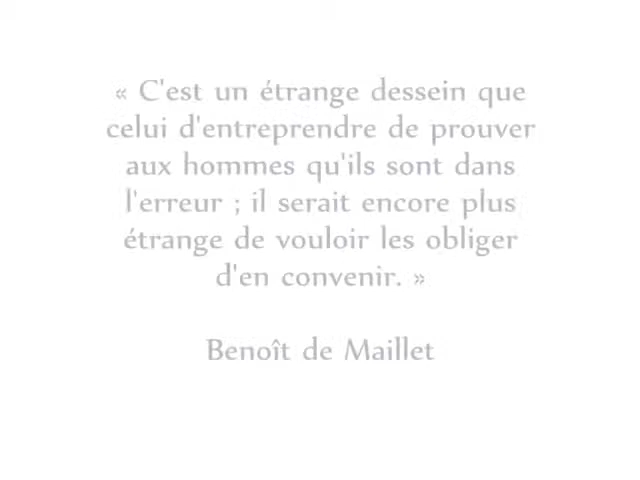 « C'est un étrange dessein que
celui d'entreprendre de prouver
aux hommes qu'ils sont dans
l'erreur ; il serait encore plus
étrange de vouloir les obliger
d'en convenir. »
Benoît de Maillet